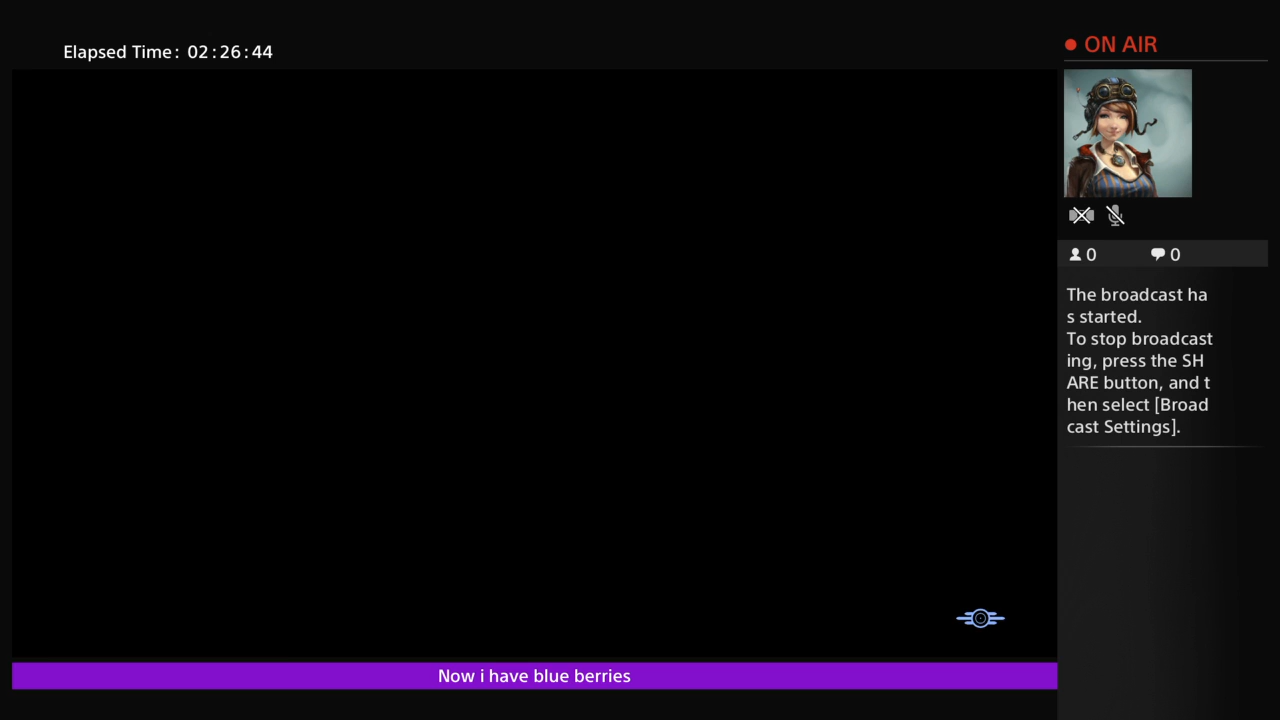 Elapsed Time: 02:26:44
ON AIR
0 0
The broadcast ha
s started.
To stop broadcast
ing, press the SH
ARE button, and t
hen select [Broad
cast Settings].
Now i have blue berries